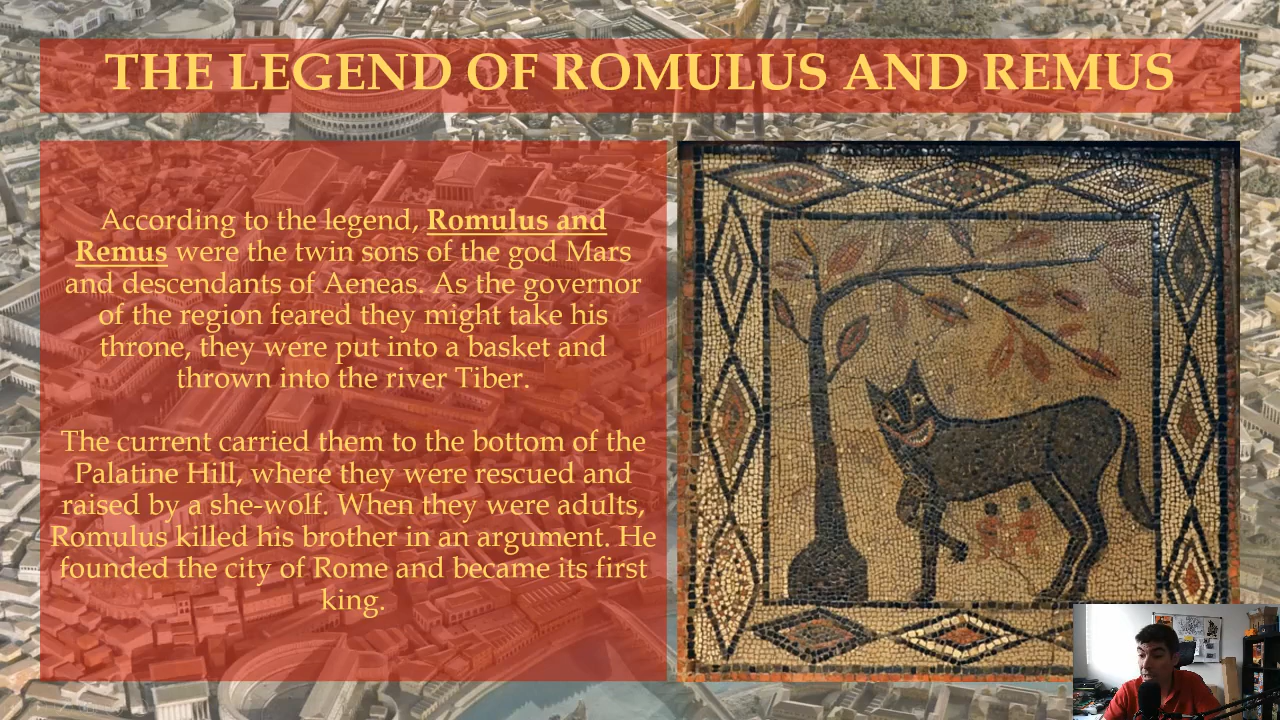 THE LEGEND OF ROMULUS AND REMUS
According to the legend, Romulus and
Remus were the twin sons of the god Mars
and descendants of Aeneas. As the governor
of the region feared they might take his
throne, they were put into a basket and
thrown into the river Tiber.
The current carried them to the bottom of the
Palatine Hill, where they were rescued and
raised by a she-wolf. When they were adults,
Romulus killed his brother in an argument. He
founded the city of Rome and became its first
king.